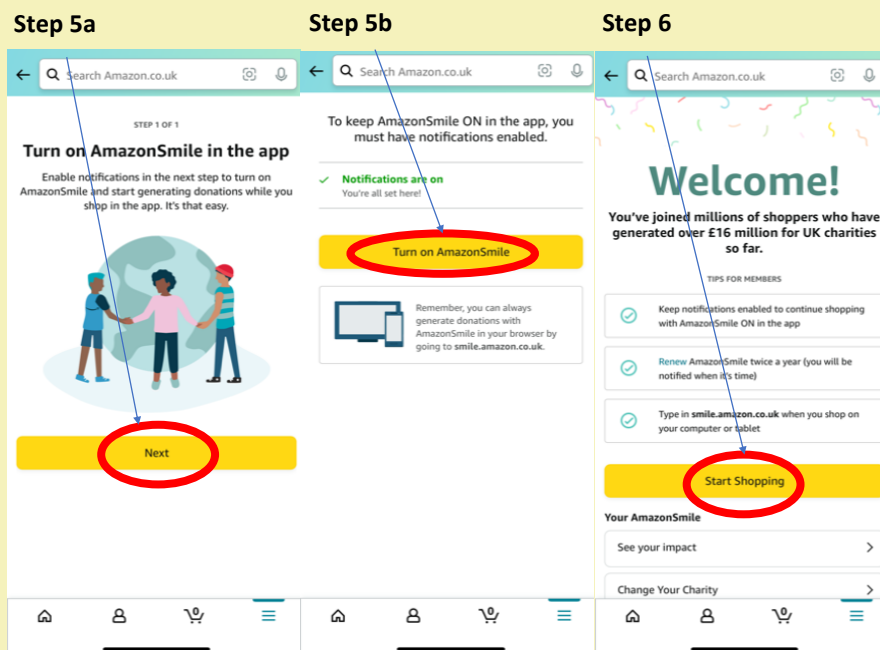 Step 5a
Search Amazon.co.uk
STEP 1 OF 1
Turn on AmazonSmile in the app
Enable notifications in the next step to turn on
AmazonSmile and start generating donations while you
shop in the app. It's that easy.
Next
Step 5b
Search Amazon.co.uk
To keep AmazonSmile ON in the app, you
must have notifications enabled.
Notifications are on
You're all set here!
Turn on AmazonSmile
Remember, you can always
generate donations with
AmazonSmile in your browser by
going to smile.amazon.co.uk.
Step 6
Search Amazon.co.uk
Welcome!
You've joined millions of shoppers who have
generated over £16 million for UK charities
so far.
TIPS FOR MEMBERS
Keep notifications enabled to continue shopping
with AmazonSmile ON in the app
Renew AmazonSmile twice a year (you will be
notified when it's time)
Type in smile.amazon.co.uk when you shop on
your computer or tablet
Start Shopping
Your AmazonSmile
See your impact
Change Your Charity
0
0
0